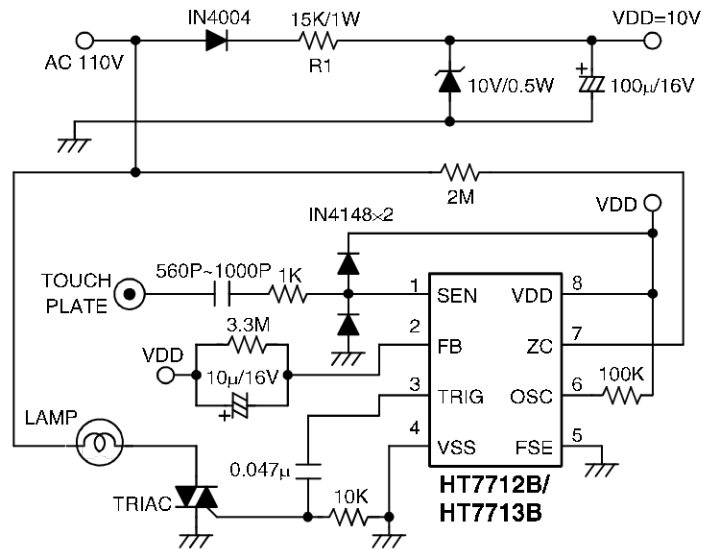 IN4004
15K/1W
VDD=10V
AC 110V
R1
10V/0.5W
+
100μ/16V
2M
IN4148×2
VDD
560P~1000P
1K
TOUCH
PLATE
1
SEN
VDD
8
3.3M
2
FB
ZC
7
VDD
10μ/16V
+
3
TRIG
OSC
6
100K
LAMP
4
VSS
FSE
5
0.047μ
HT7712B/
HT7713B
TRIAC
10K